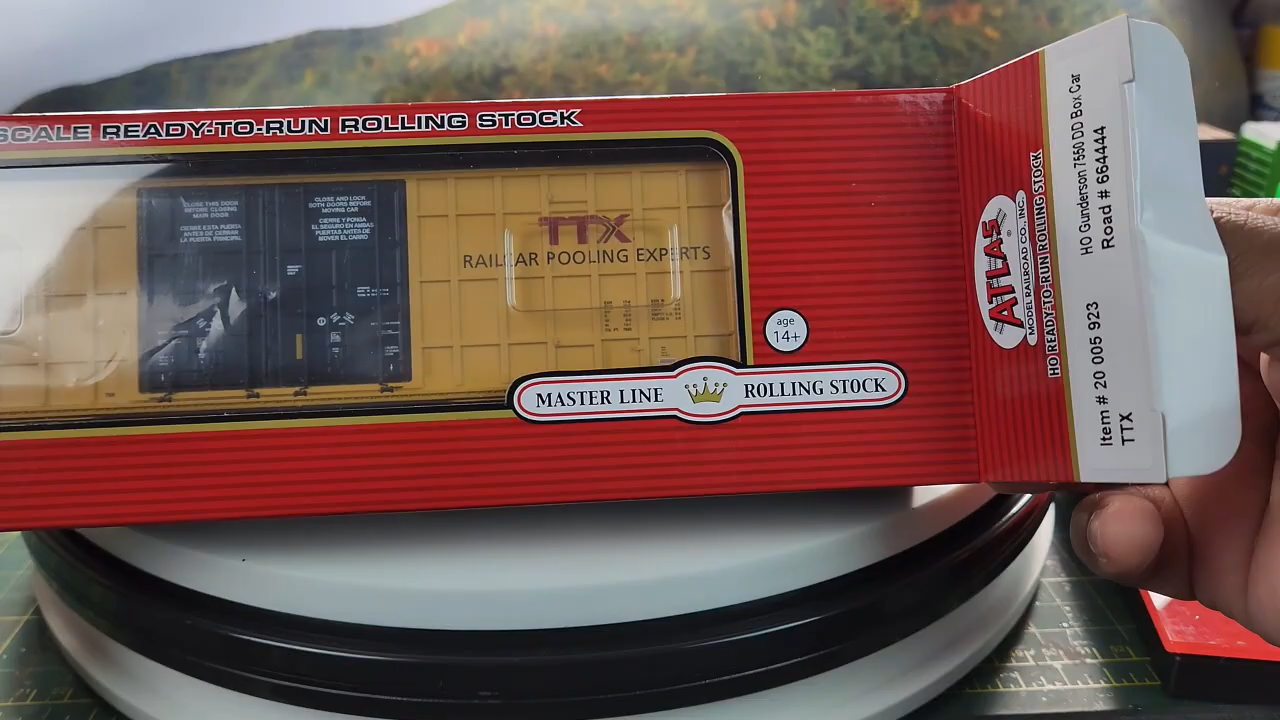 SCALE READY-TO-RUN ROLLING STOCK
CLOSE THIS DOOR
BEFORE CLOSING
MAIN DOOR
CIERRE ESTA PUERTA
ANTES DE CERRAR
LA PUERTA PRINCIPAL
CLOSE AND LOCK
BOTH DOORS BEFORE
MOVING CAR
CIERRE Y PONGA
EL SEGURO EN AMBAS
PUERTAS ANTES DE
MOVER EL CARRO
TTX
RAILCAR POOLING EXPERTS
age
14+
MASTER LINE ROLLING STOCK
ATLAS
®
MODEL RAILROAD CO., INC.
HO READY-TO-RUN ROLLING STOCK
Item # 20 005 923 HO Gunderson 7550 DD Box Car
TTX Road # 664444